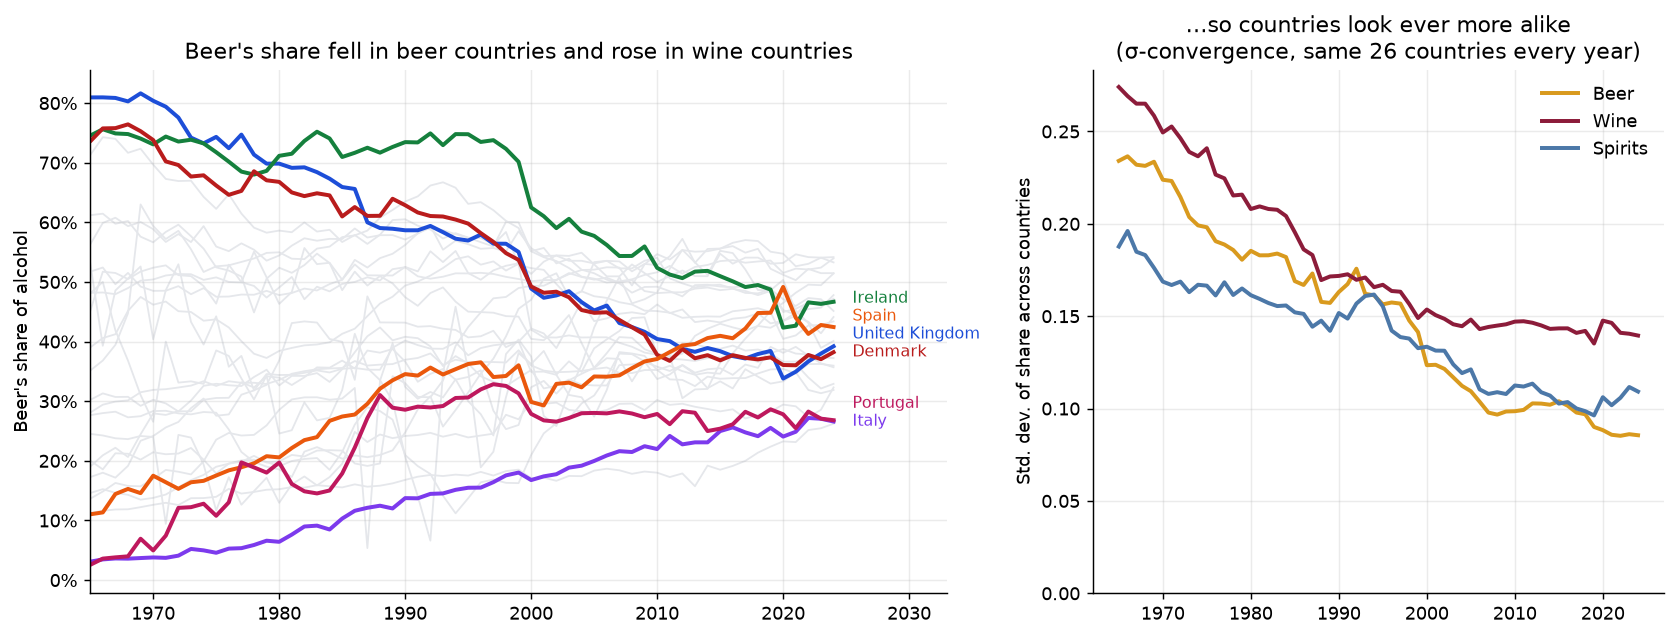 Beer's share fell in beer countries and rose in wine countries
Beer's share of alcohol
80%
70%
60%
50%
40%
30%
20%
10%
0%
Ireland
Spain
United Kingdom
Denmark
Portugal
Italy
1970 1980 1990 2000 2010 2020 2030
...so countries look ever more alike
(σ-convergence, same 26 countries every year)
Std. dev. of share across countries
Beer
Wine
Spirits
0.25
0.20
0.15
0.10
0.05
0.00
1970 1980 1990 2000 2010 2020